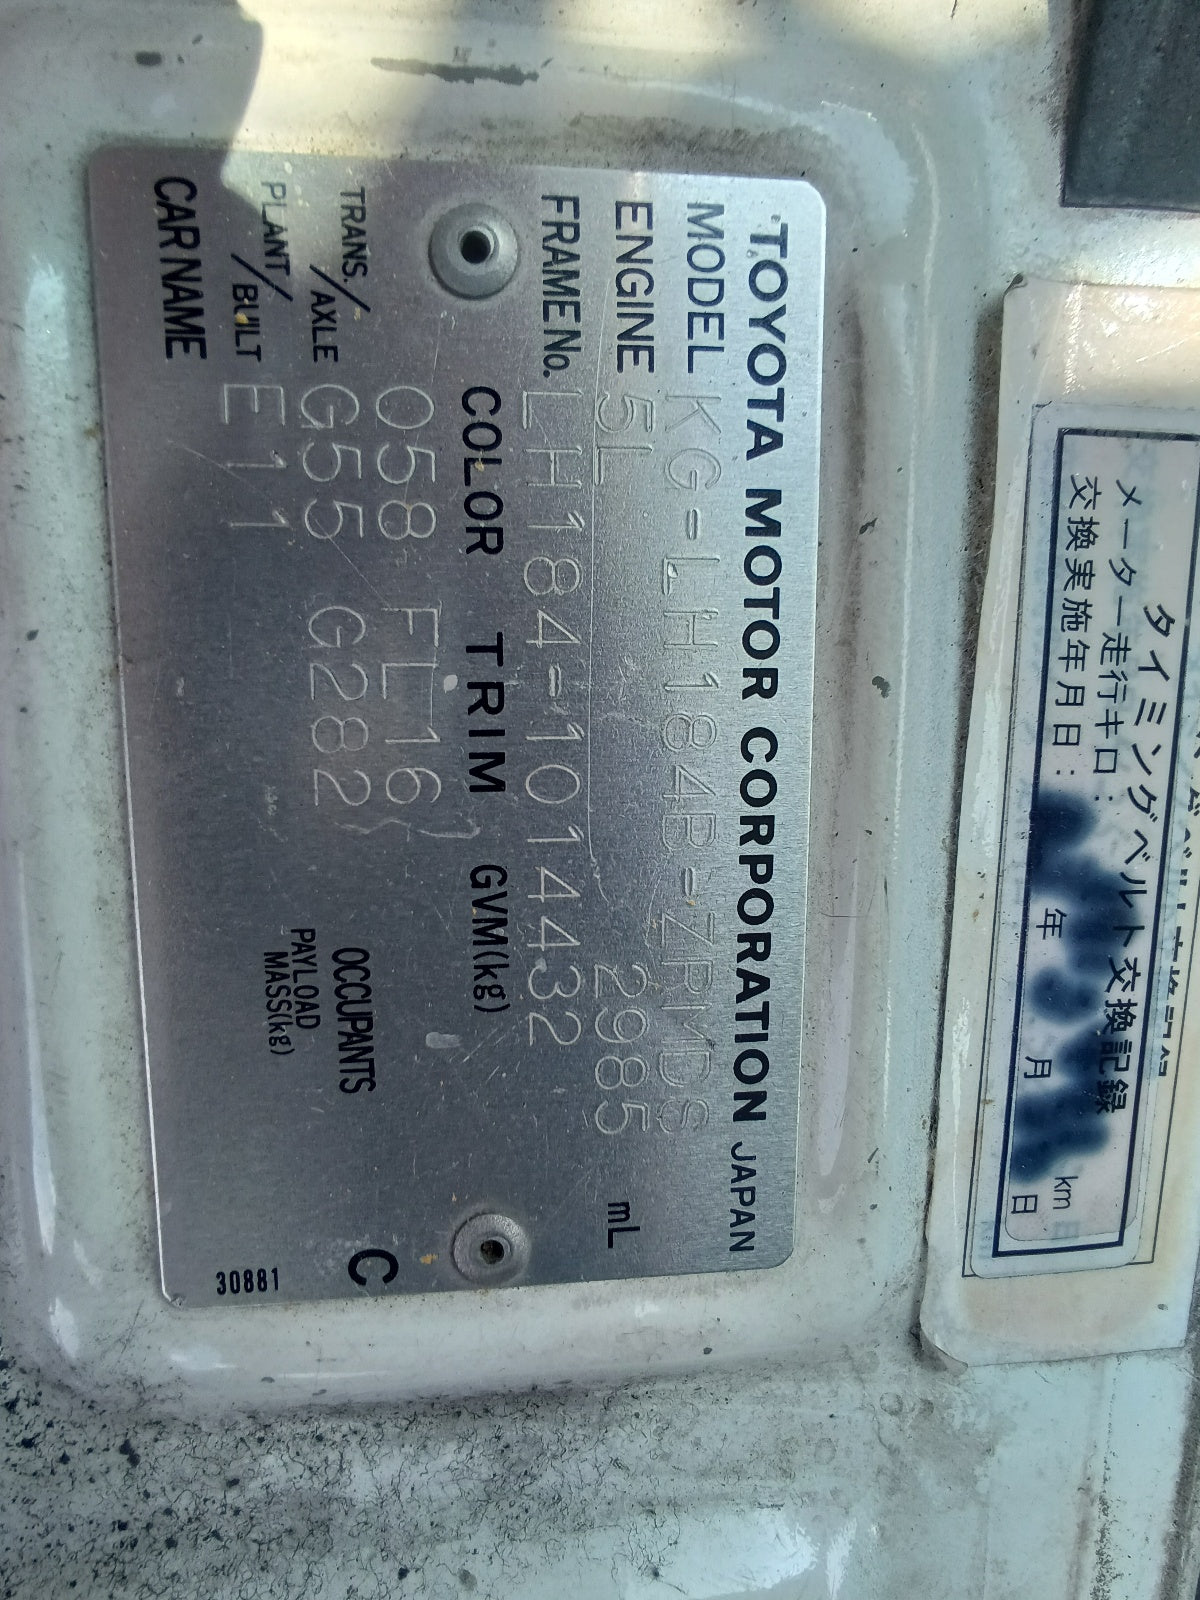 TOYOTA MOTOR CORPORATION JAPAN
MODEL KG-LH184B-ZRMDS
ENGINE 5L 2985 mL
FRAME No. LH184-1014432
COLOR TRIM GVM(kg)
058 FL16
TRANS./AXLE G55 G282
OCCUPANTS
C
PLANT/BUILT E11
PAYLOAD
MASS(kg)
CAR NAME
30881
タイミングベルト交換記録
メーター走行キロ： km
交換実施年月日： 年 月 日